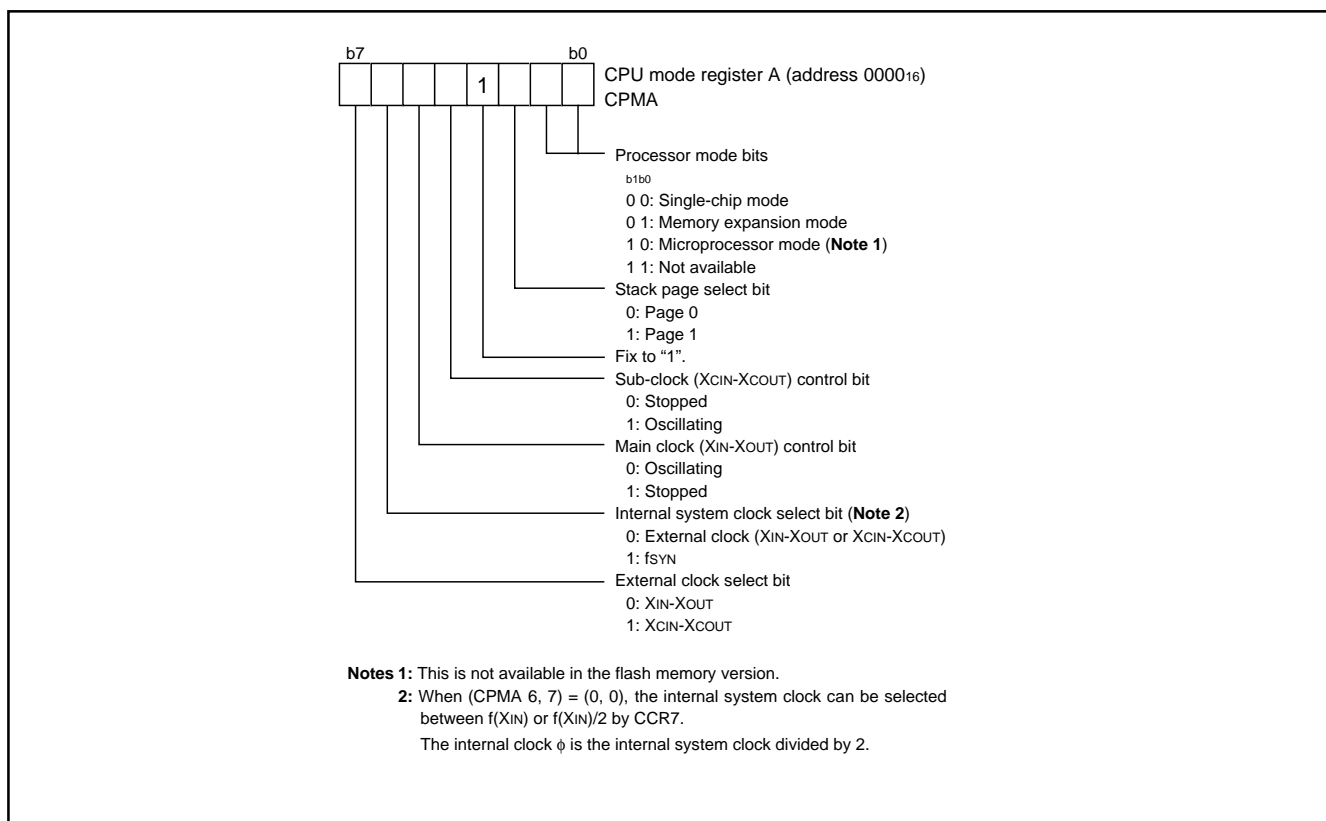 b7 b0
1
CPU mode register A (address 000016)
CPMA
Processor mode bits
b1b0
0 0: Single-chip mode
0 1: Memory expansion mode
1 0: Microprocessor mode (Note 1)
1 1: Not available
Stack page select bit
0: Page 0
1: Page 1
Fix to “1”.
Sub-clock (XCIN-XCOUT) control bit
0: Stopped
1: Oscillating
Main clock (XIN-XOUT) control bit
0: Oscillating
1: Stopped
Internal system clock select bit (Note 2)
0: External clock (XIN-XOUT or XCIN-XCOUT)
1: fSYN
External clock select bit
0: XIN-XOUT
1: XCIN-XCOUT
Notes 1: This is not available in the flash memory version.
2: When (CPMA 6, 7) = (0, 0), the internal system clock can be selected
between f(XIN) or f(XIN)/2 by CCR7.
The internal clock ϕ is the internal system clock divided by 2.